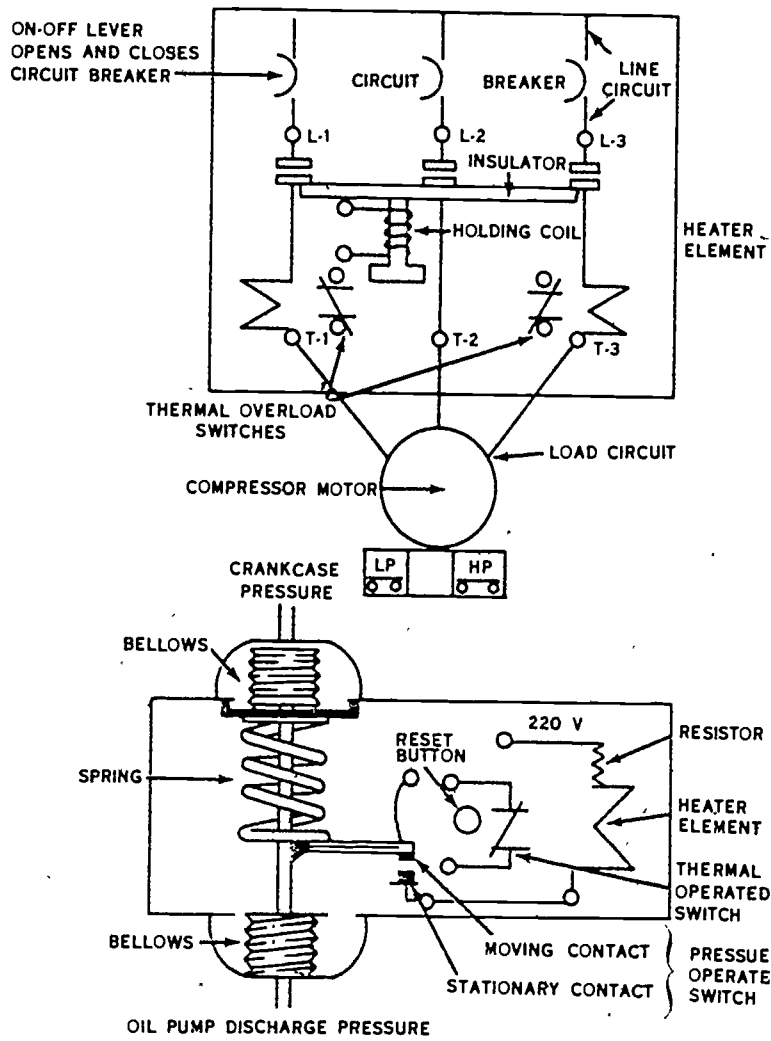 ON-OFF LEVER
OPENS AND CLOSES
CIRCUIT BREAKER
CIRCUIT
BREAKER
LINE
CIRCUIT
L-1
L-2
L-3
INSULATOR
HOLDING COIL
HEATER
ELEMENT
T-1
T-2
T-3
THERMAL OVERLOAD
SWITCHES
LOAD CIRCUIT
COMPRESSOR MOTOR
LP
HP
CRANKCASE
PRESSURE
BELLOWS
220 V
RESISTOR
RESET
BUTTON
SPRING
HEATER
ELEMENT
THERMAL
OPERATED
SWITCH
BELLOWS
MOVING CONTACT
STATIONARY CONTACT
PRESSUE
OPERATE
SWITCH
OIL PUMP DISCHARGE PRESSURE